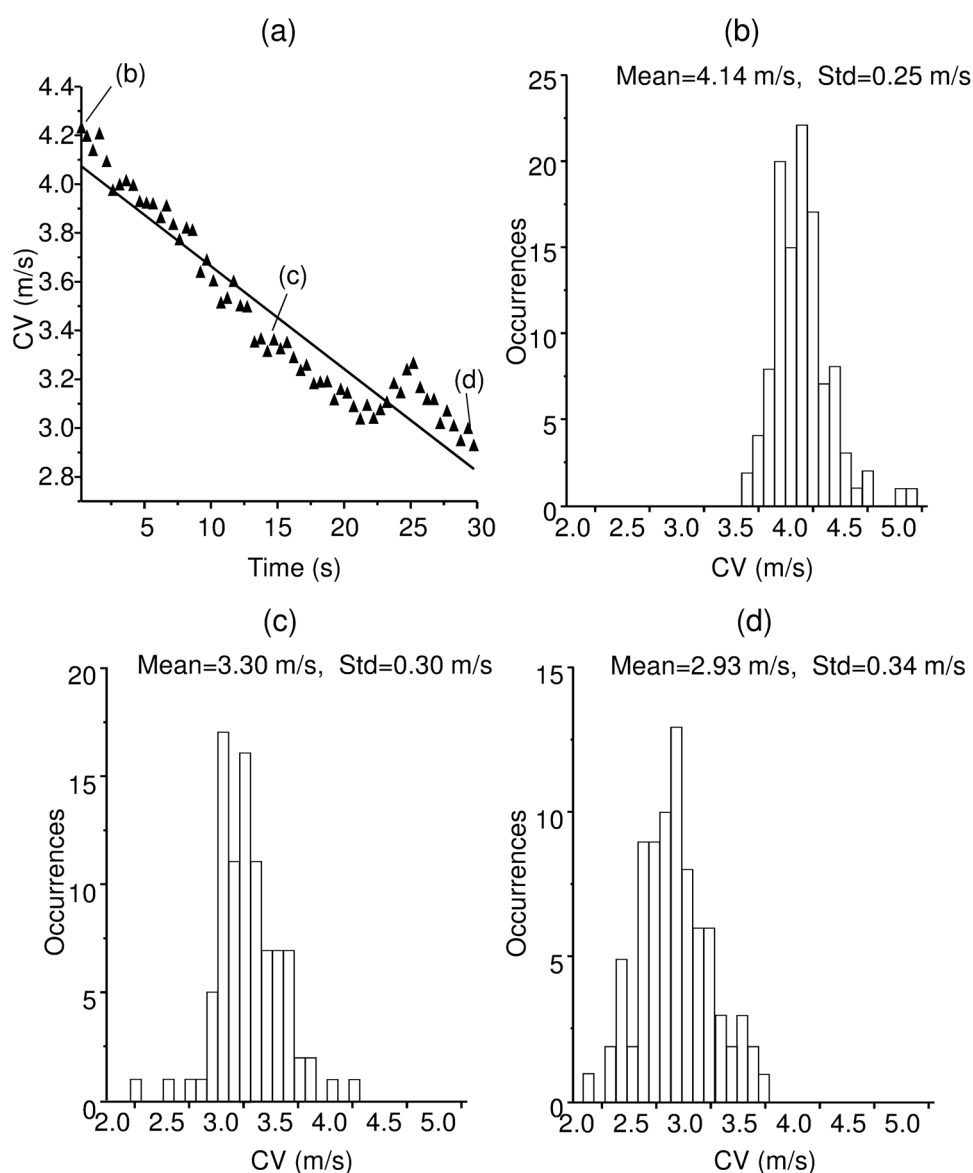 (a)
(b)
4.4
4.2
4.0
3.8
3.6
3.4
3.2
3.0
2.8
CV (m/s)
(b)
(c)
(d)
5
10
15
20
25
30
Time (s)
Mean=4.14 m/s, Std=0.25 m/s
25
20
15
10
5
0
Occurrences
2.0 2.5 3.0 3.5 4.0 4.5 5.0
CV (m/s)
(c)
Mean=3.30 m/s, Std=0.30 m/s
20
15
10
5
0
Occurrences
2.0 2.5 3.0 3.5 4.0 5.0
CV (m/s)
(d)
Mean=2.93 m/s, Std=0.34 m/s
15
10
5
0
Occurrences
2.0 2.5 3.0 3.5 4.0 5.0
CV (m/s)